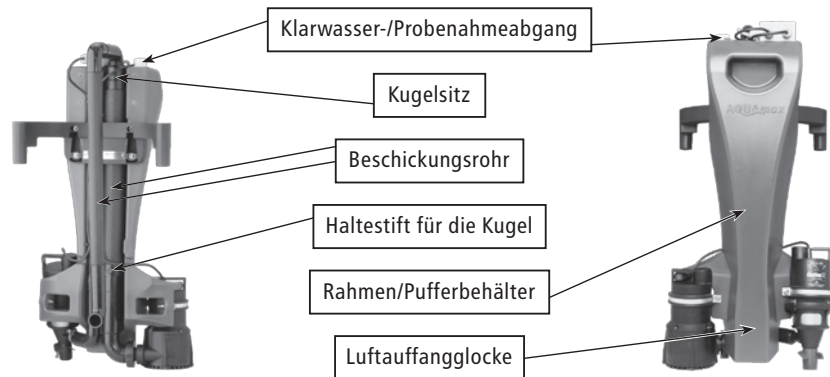 Klarwasser-/Probenahmeabgang
Kugelsitz
AQUAmax
Beschickungsrohr
Haltestift für die Kugel
Rahmen/Pufferbehälter
Luftauffangglocke